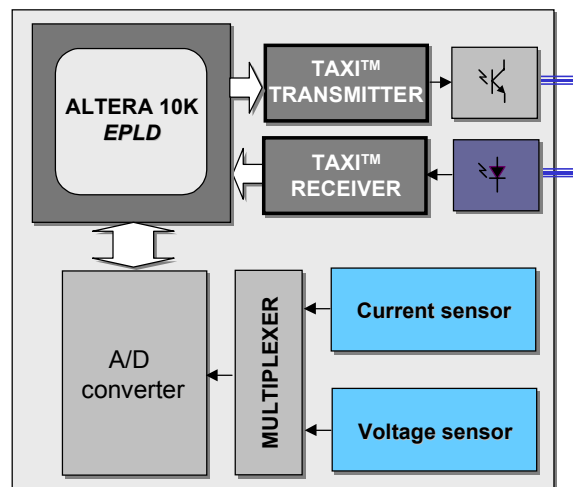 ALTERA 10K
EPLD
TAXI™
TRANSMITTER
TAXI™
RECEIVER
A/D
converter
MULTIPLEXER
Current sensor
Voltage sensor